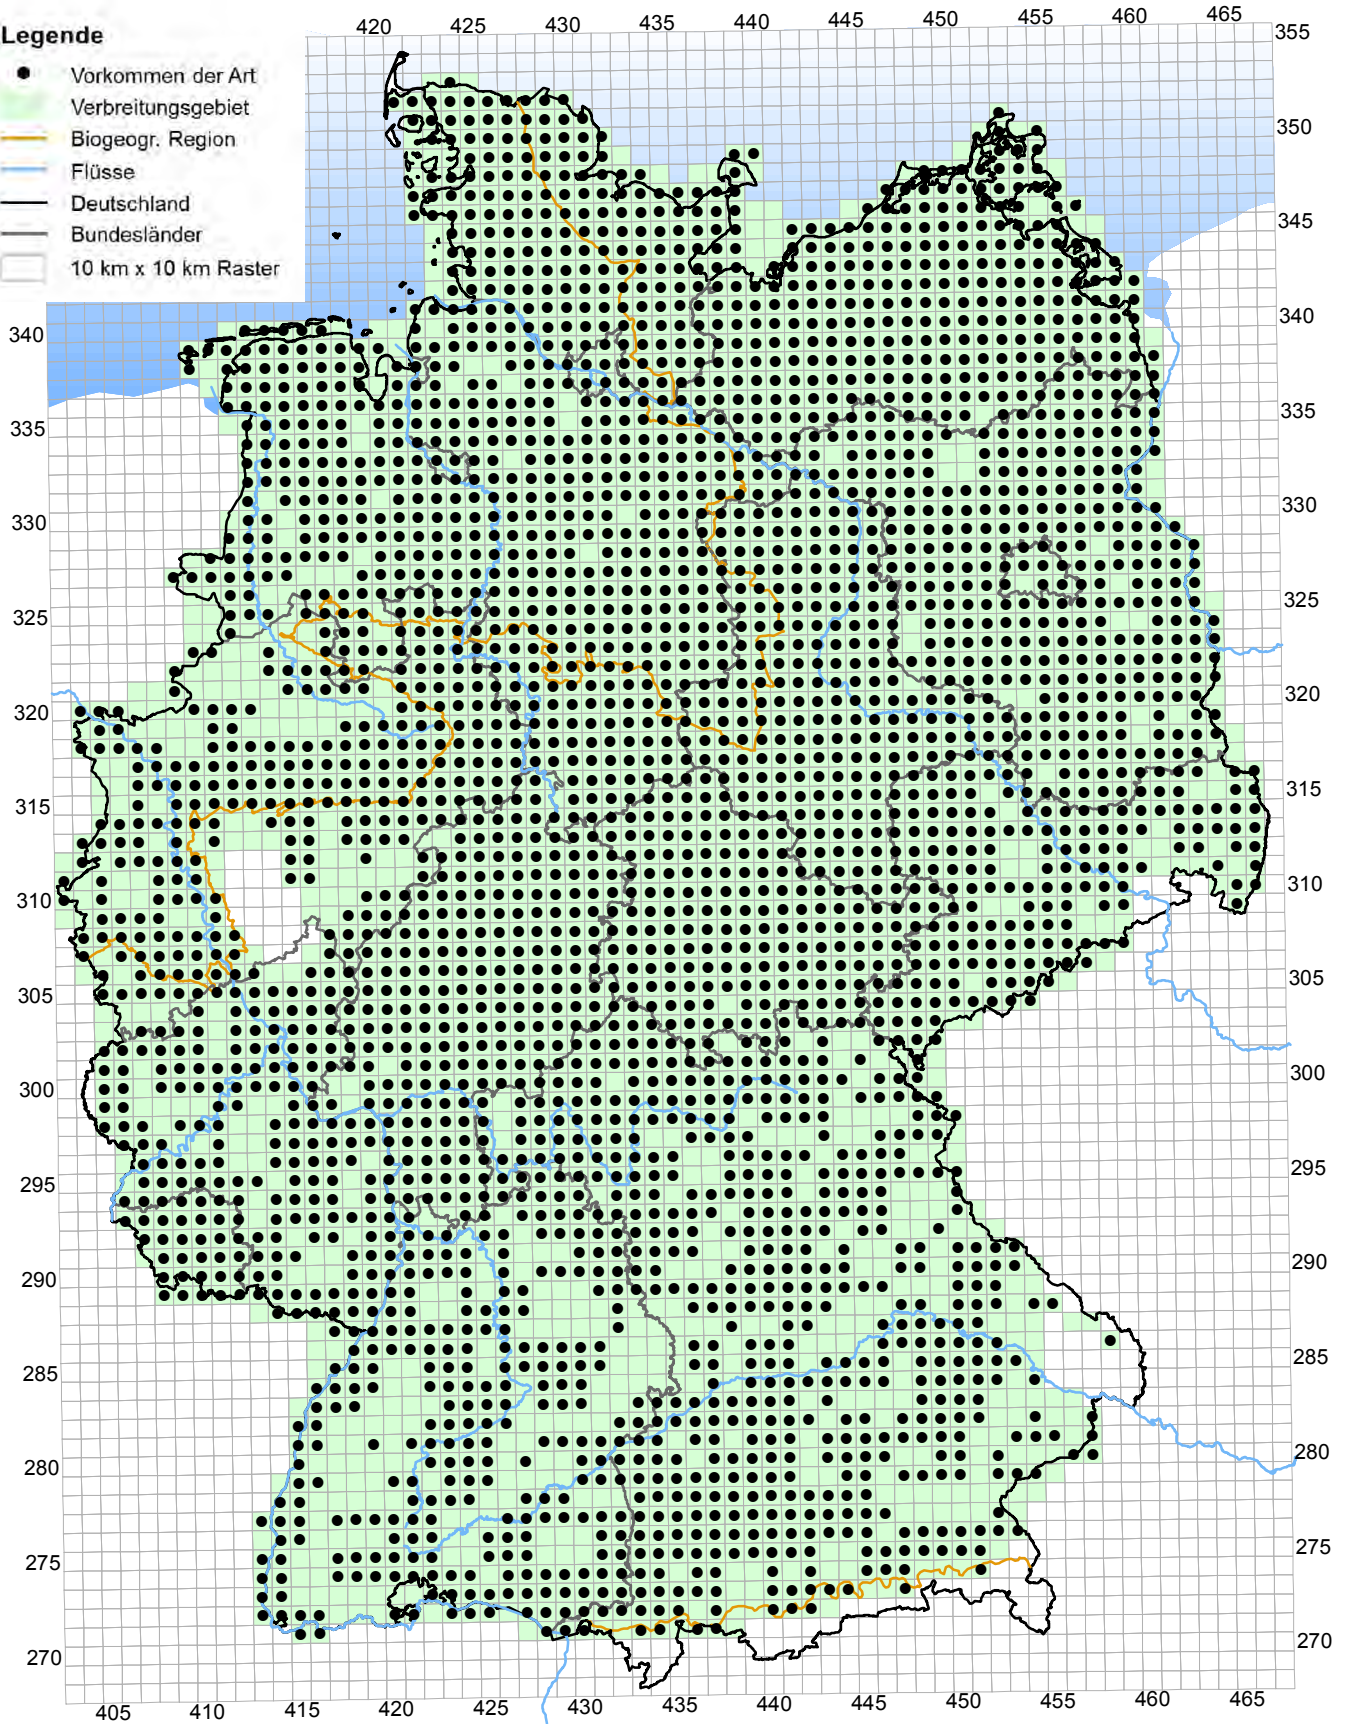 Legende
Vorkommen der Art
Verbreitungsgebiet
Biogeogr. Region
Flüsse
Deutschland
Bundesländer
10 km x 10 km Raster
420 425 430 435 440 445 450 455 460 465
355
350
345
340 340
335 335
330 330
325 325
320 320
315 315
310 310
305 305
300 300
295 295
290 290
285 285
280 280
275 275
270 270
405 410 415 420 425 430 435 440 445 450 455 460 465